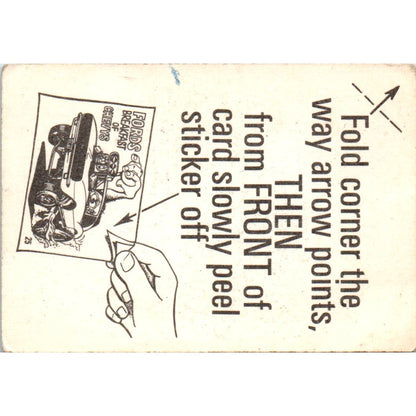 Fold corner the
way arrow points,
THEN
from FRONT of
card slowly peel
sticker off
FORDS
BREAKFAST
OF
CHEVYS
25